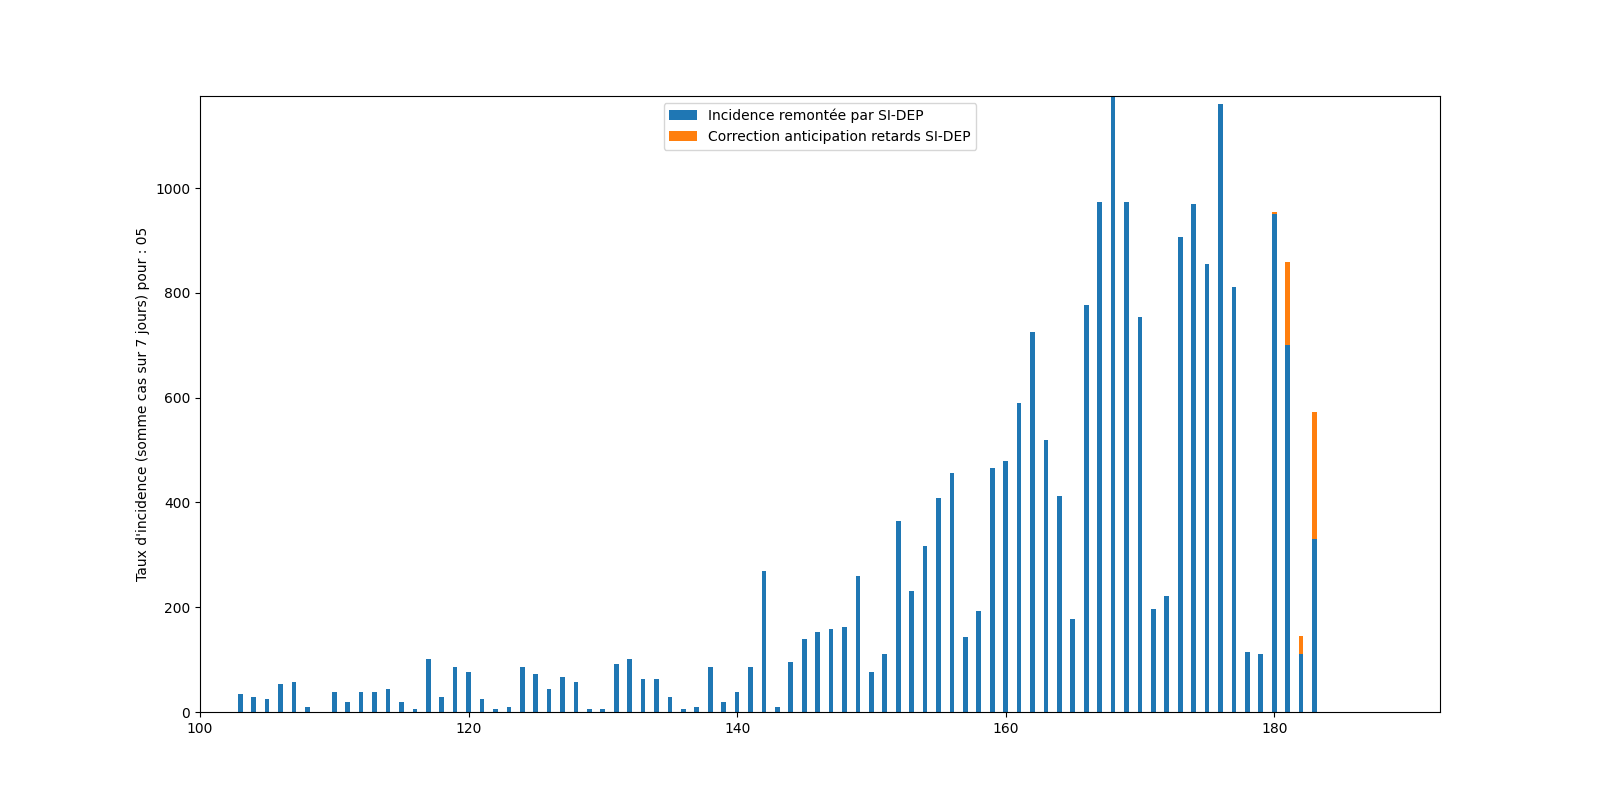 Incidence remontée par SI-DEP
Correction anticipation retards SI-DEP
Taux d'incidence (somme cas sur 7 jours) pour : 05
1000
800
600
400
200
0
100 120 140 160 180